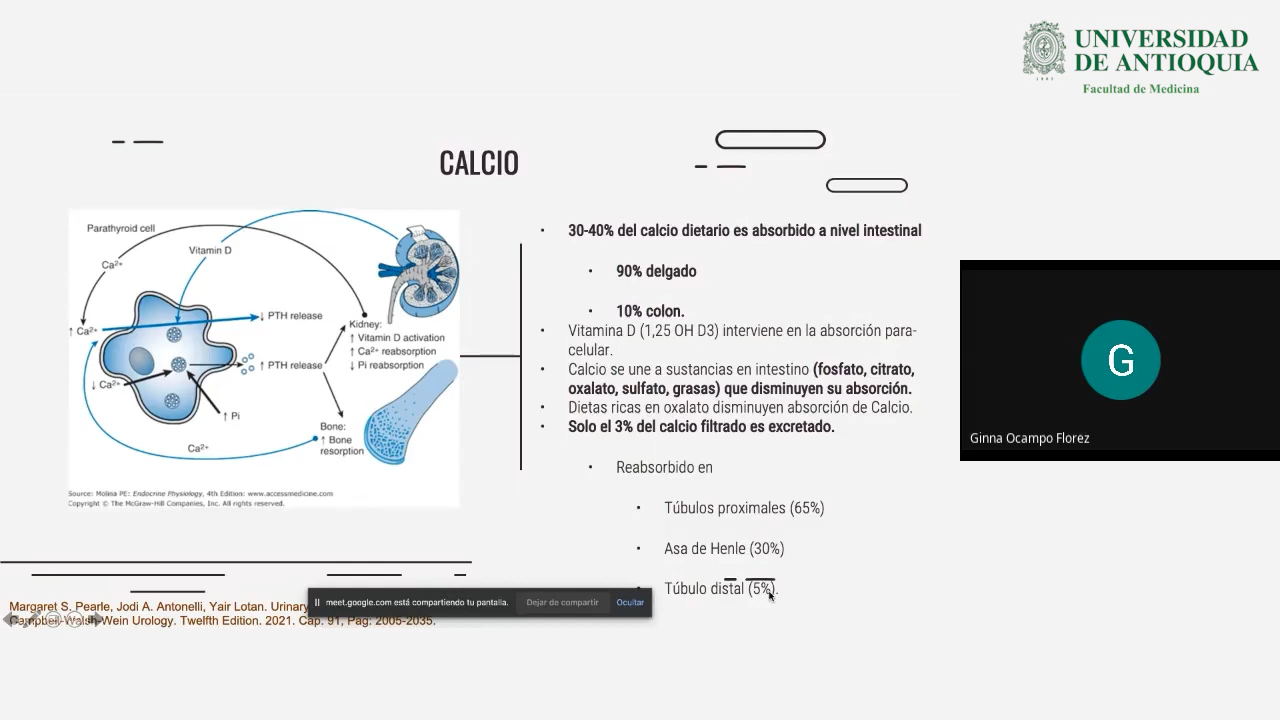 UNIVERSIDAD
DE ANTIOQUIA
1803
Facultad de Medicina
CALCIO
Parathyroid cell
Vitamin D
Ca²⁺
↑ Ca²⁺
↓ PTH release
Kidney:
↑ Vitamin D activation
↑ Ca²⁺ reabsorption
↓ Pi reabsorption
↑ PTH release
↓ Ca²⁺
↑ Pi
Bone:
↑ Bone
resorption
Ca²⁺
Source: Molina PE: Endocrine Physiology, 4th Edition: www.accessmedicine.com
Copyright © The McGraw-Hill Companies, Inc. All rights reserved.
• 30-40% del calcio dietario es absorbido a nivel intestinal
• 90% delgado
• 10% colon.
• Vitamina D (1,25 OH D3) interviene en la absorción para-
celular.
• Calcio se une a sustancias en intestino (fosfato, citrato,
oxalato, sulfato, grasas) que disminuyen su absorción.
• Dietas ricas en oxalato disminuyen absorción de Calcio.
• Solo el 3% del calcio filtrado es excretado.
• Reabsorbido en
• Túbulos proximales (65%)
• Asa de Henle (30%)
• Túbulo distal (5%).
Margaret S. Pearle, Jodi A. Antonelli, Yair Lotan. Urinary
Campbell-Walsh-Wein Urology. Twelfth Edition. 2021. Cap. 91, Pag: 2005-2035.
meet.google.com está compartiendo tu pantalla.
Dejar de compartir
Ocultar
G
Ginna Ocampo Florez